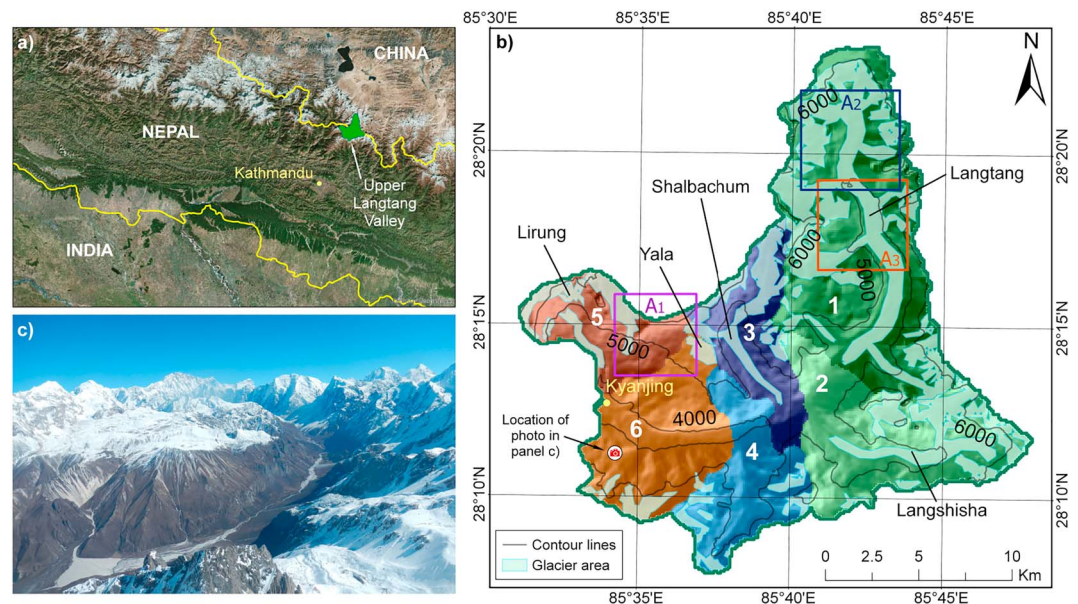 a)
CHINA
NEPAL
Kathmandu
Upper
Langtang
Valley
INDIA
c)
b)
85°30'E
85°35'E
85°40'E
85°45'E
N
28°20'N
28°15'N
28°10'N
28°20'N
28°15'N
28°10'N
6000
A2
Langtang
Shalbachum
Lirung
Yala
6000
A3
5000
A1
1
5
3
5000
2
Kyanjing
4000
6
Location of
photo in
panel c)
4
6000
Langshisha
Contour lines
Glacier area
0 2.5 5 10
Km
85°35'E
85°40'E
85°45'E